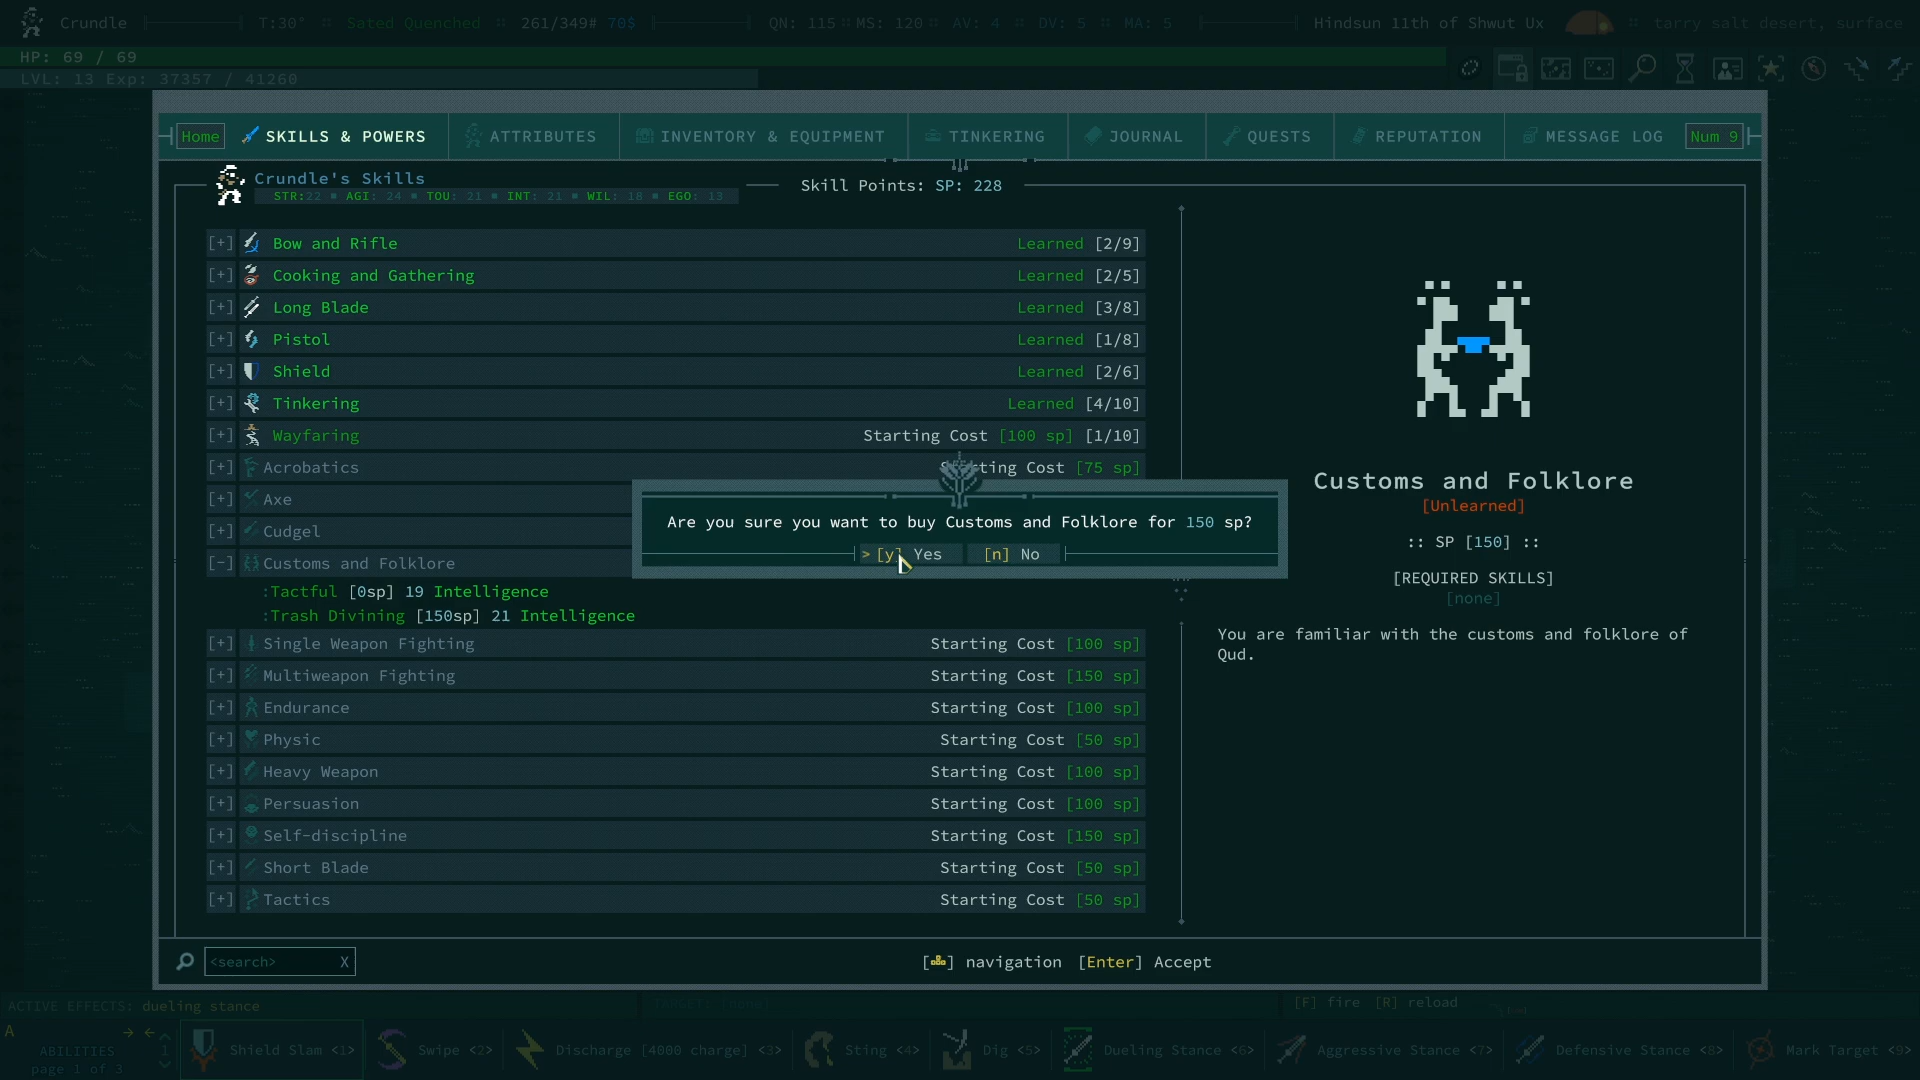 Crundle T:30° Sated Quenched 261/349# 70$ QN: 115 MS: 120 AV: 4 DV: 5 MA: 5 Hindsun 11th of Shwut Ux tarry salt desert, surface
HP: 69 / 69
LVL: 13 Exp: 37357 / 41260
Home SKILLS & POWERS ATTRIBUTES INVENTORY & EQUIPMENT TINKERING JOURNAL QUESTS REPUTATION MESSAGE LOG Num 9
Crundle's Skills
STR:22 AGI: 24 TOU: 21 INT: 21 WIL: 18 EGO: 13
Skill Points: SP: 228
[+] Bow and Rifle Learned [2/9]
[+] Cooking and Gathering Learned [2/5]
[+] Long Blade Learned [3/8]
[+] Pistol Learned [1/8]
[+] Shield Learned [2/6]
[+] Tinkering Learned [4/10]
[+] Wayfaring Starting Cost [100 sp] [1/10]
[+] Acrobatics Starting Cost [75 sp]
[+] Axe
[+] Cudgel
[-] Customs and Folklore
:Tactful [0sp] 19 Intelligence
:Trash Divining [150sp] 21 Intelligence
[+] Single Weapon Fighting Starting Cost [100 sp]
[+] Multiweapon Fighting Starting Cost [150 sp]
[+] Endurance Starting Cost [100 sp]
[+] Physic Starting Cost [50 sp]
[+] Heavy Weapon Starting Cost [100 sp]
[+] Persuasion Starting Cost [100 sp]
[+] Self-discipline Starting Cost [150 sp]
[+] Short Blade Starting Cost [50 sp]
[+] Tactics Starting Cost [50 sp]
Are you sure you want to buy Customs and Folklore for 150 sp?
> [y] Yes [n] No
Customs and Folklore
[Unlearned]
:: SP [150] ::
[REQUIRED SKILLS]
[none]
You are familiar with the customs and folklore of
Qud.
<search> X
[] navigation [Enter] Accept
ACTIVE EFFECTS: dueling stance
TARGET: [none]
[F] fire [R] reload
A
ABILITIES
page 1 of 3
1
Shield Slam <1> Swipe <2> Discharge [4000 charge] <3> Sting <4> Dig <5> Dueling Stance <6> Aggressive Stance <7> Defensive Stance <8> Mark Target <9>